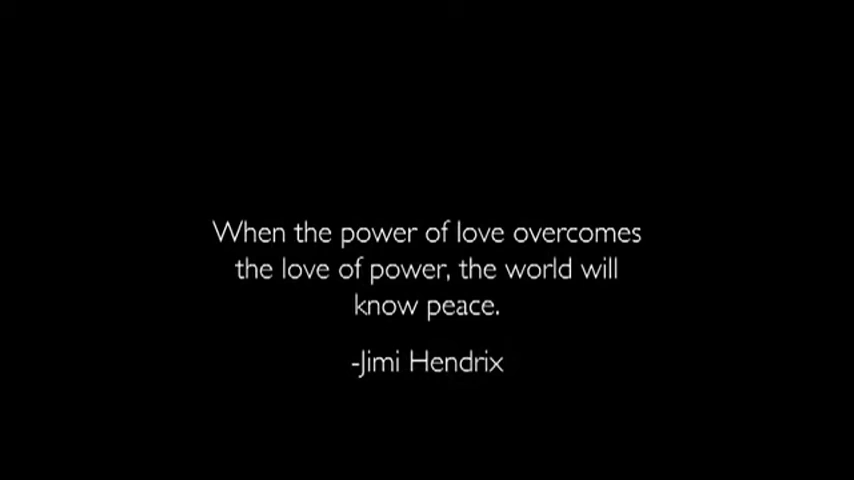 When the power of love overcomes
the love of power, the world will
know peace.
-Jimi Hendrix